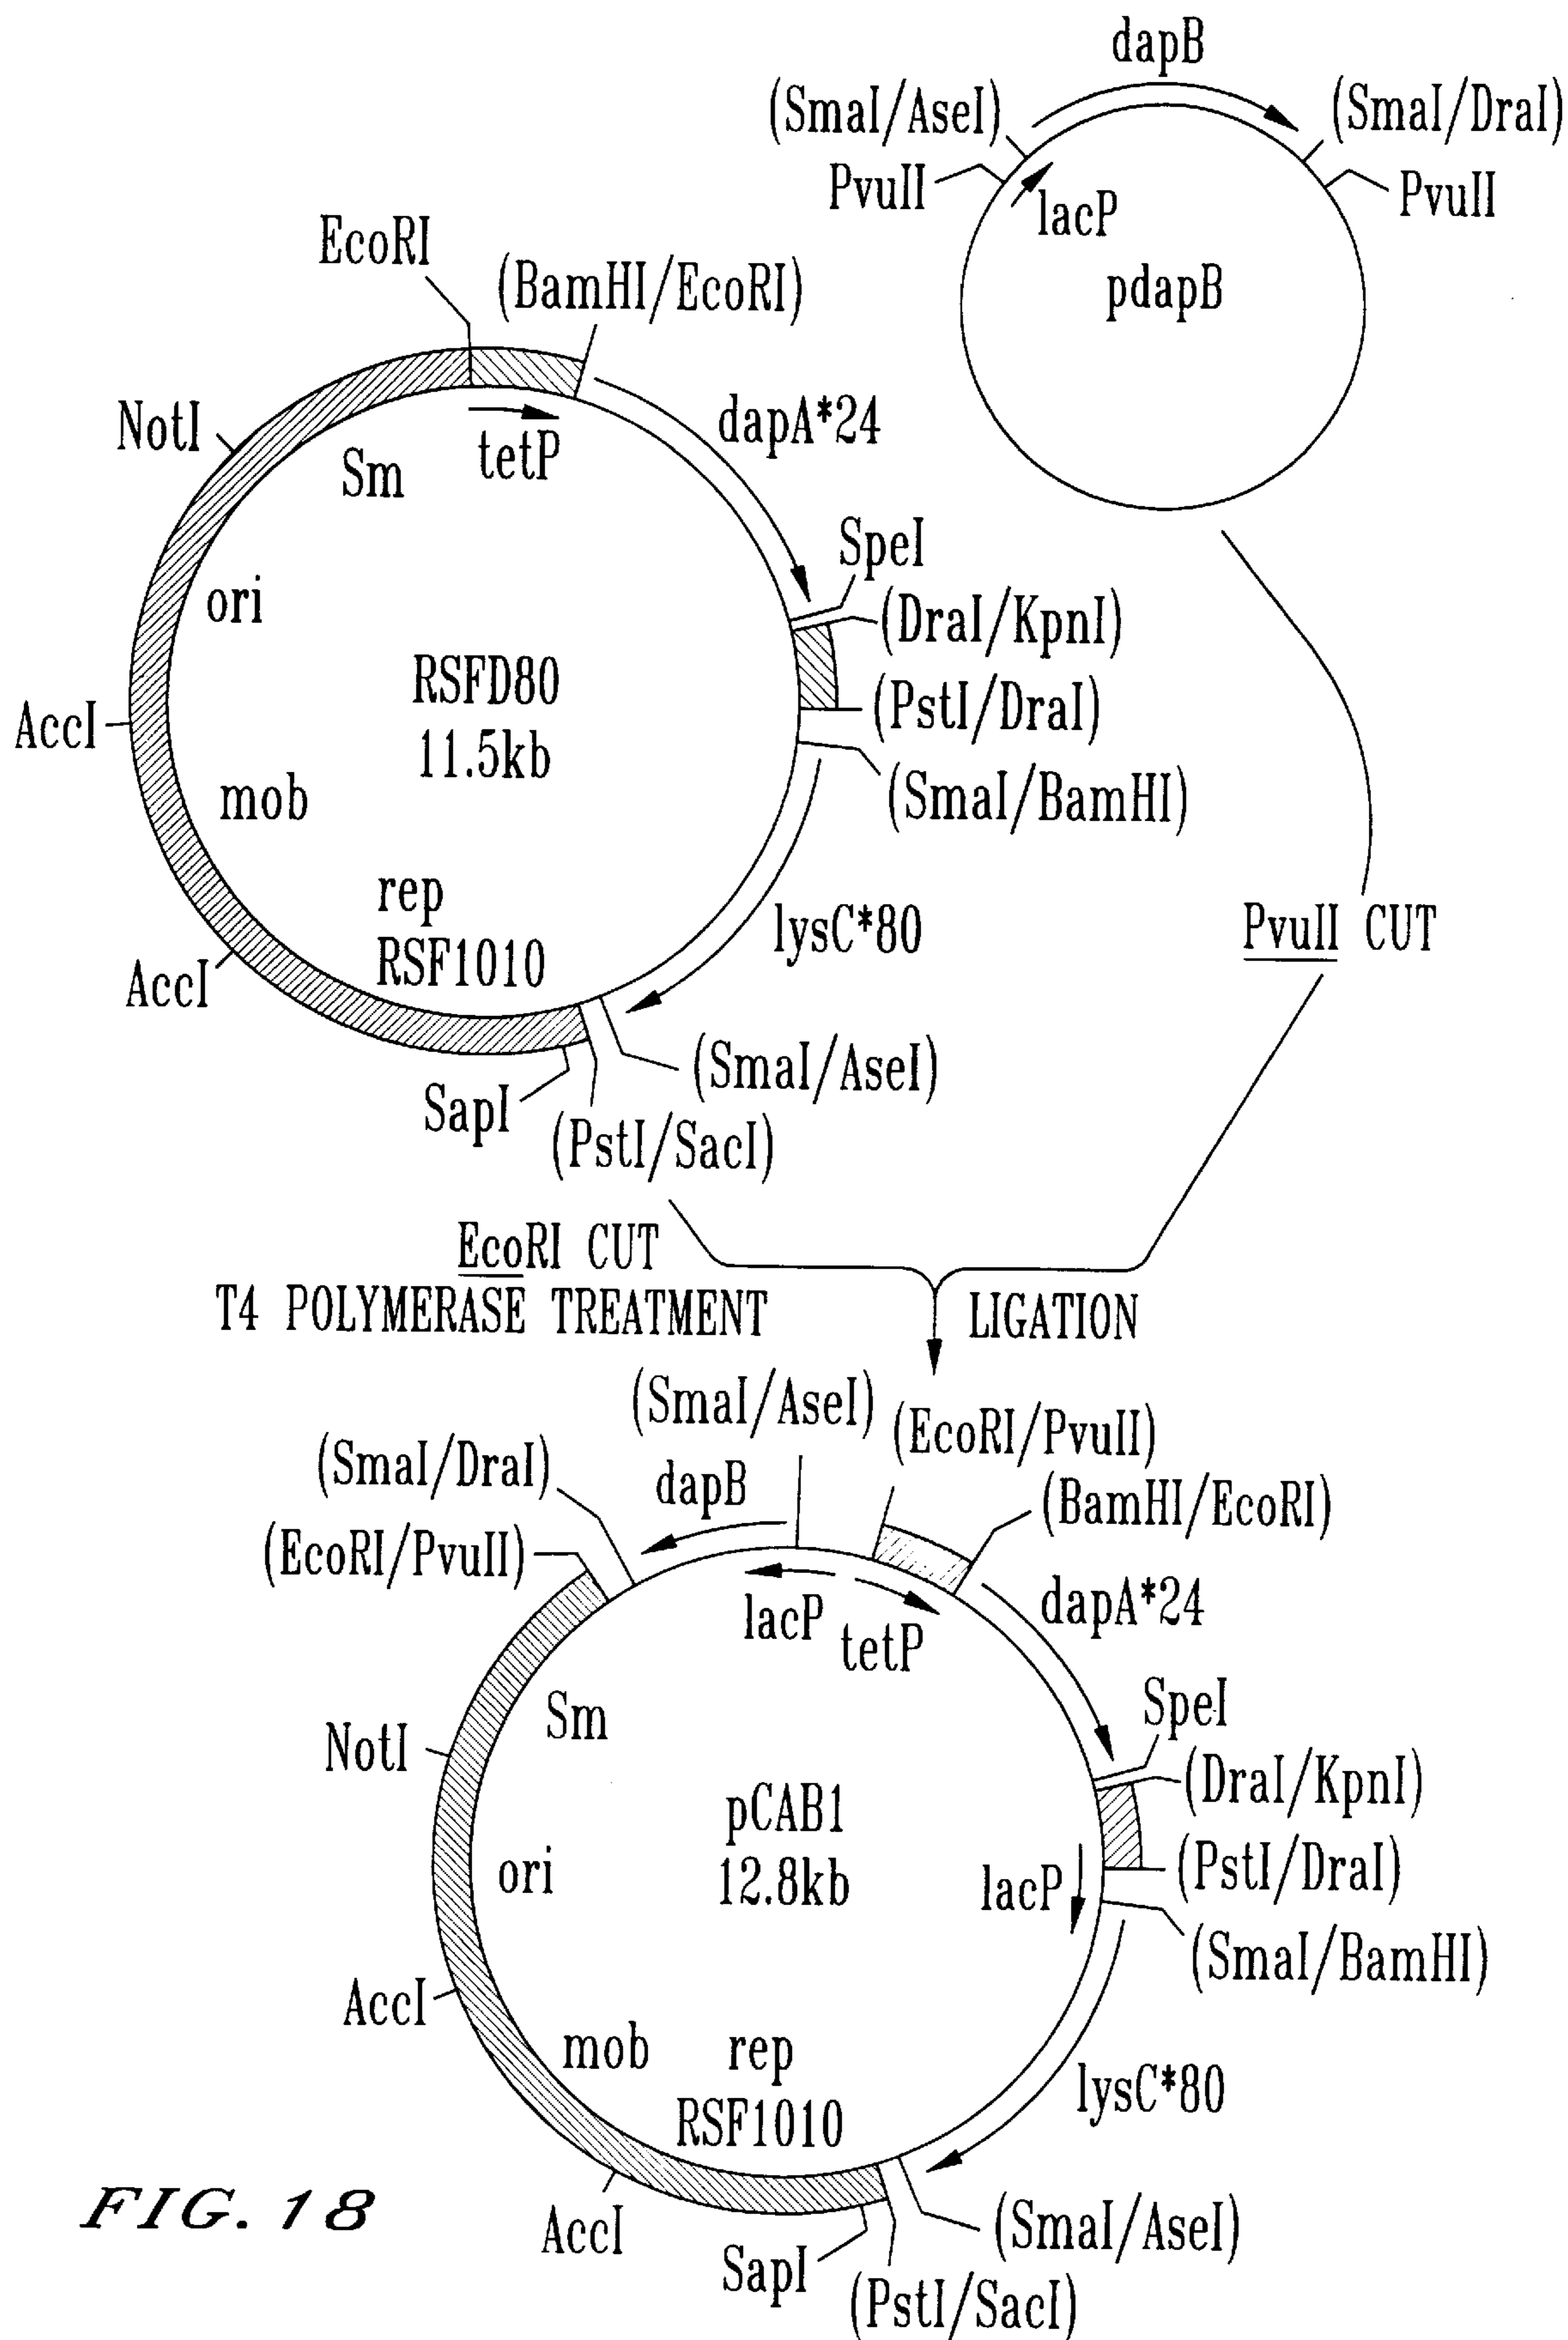 dapB
(SmaI/AseI)
(SmaI/DraI)
PvuII
PvuII
lacP
pdapB
EcoRI
(BamHI/EcoRI)
NotI
Sm
tetP
dapA*24
SpeI
ori
(DraI/KpnI)
RSFD80
11.5kb
(PstI/DraI)
AccI
(SmaI/BamHI)
mob
rep
RSF1010
lysC*80
PvuII CUT
AccI
(SmaI/AseI)
SapI
(PstI/SacI)
EcoRI CUT
T4 POLYMERASE TREATMENT
LIGATION
(SmaI/AseI)
(EcoRI/PvuII)
(SmaI/DraI)
dapB
(BamHI/EcoRI)
(EcoRI/PvuII)
lacP
tetP
dapA*24
Sm
SpeI
NotI
(DraI/KpnI)
pCAB1
12.8kb
ori
lacP
(PstI/DraI)
(SmaI/BamHI)
AccI
mob
rep
RSF1010
lysC*80
FIG. 18
AccI
(SmaI/AseI)
SapI
(PstI/SacI)